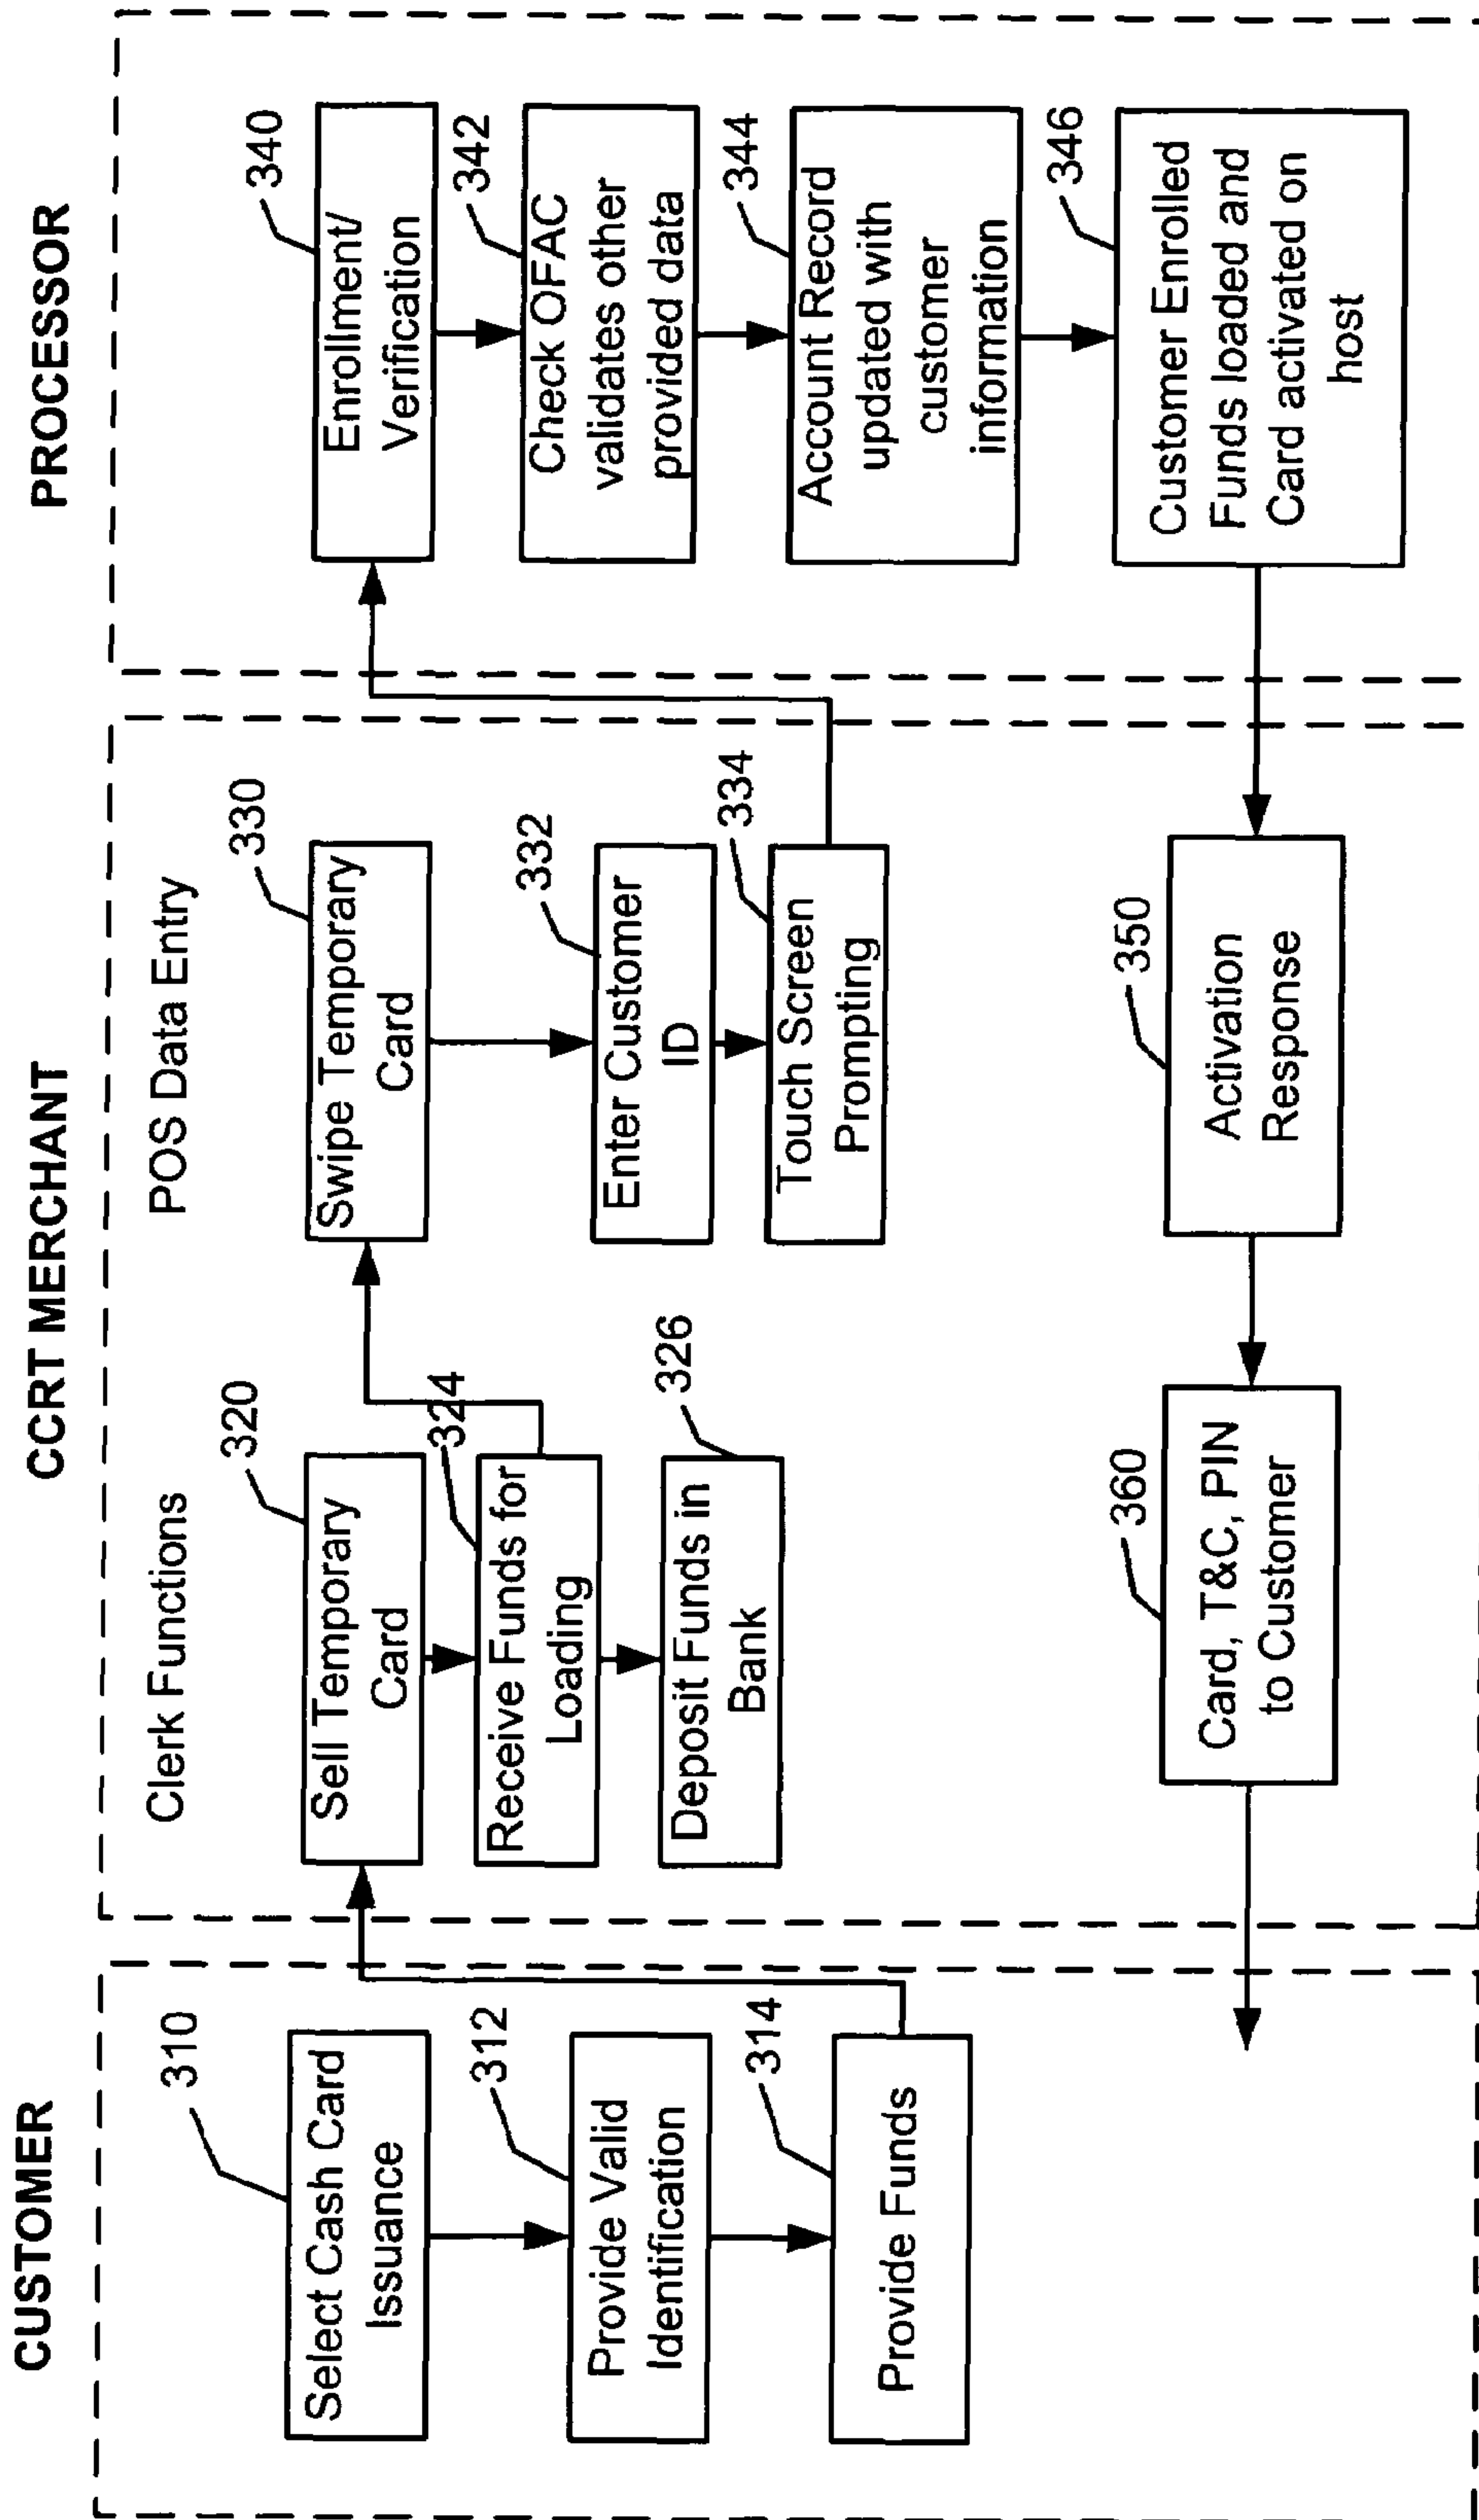 CUSTOMER
310
Select Cash Card
Issuance
312
Provide Valid
Identification
314
Provide Funds
CCRT MERCHANT
Clerk Functions
320
Sell Temporary
Card
324
Receive Funds for
Loading
326
Deposit Funds in
Bank
360
Card, T&C, PIN
to Customer
POS Data Entry
330
Swipe Temporary
Card
332
Enter Customer
ID
334
Touch Screen
Prompting
350
Activation
Response
PROCESSOR
340
Enrollment/
Verification
342
Check OFAC
validates other
provided data
344
Account Record
updated with
customer
information
346
Customer Enrolled
Funds loaded and
Card activated on
host